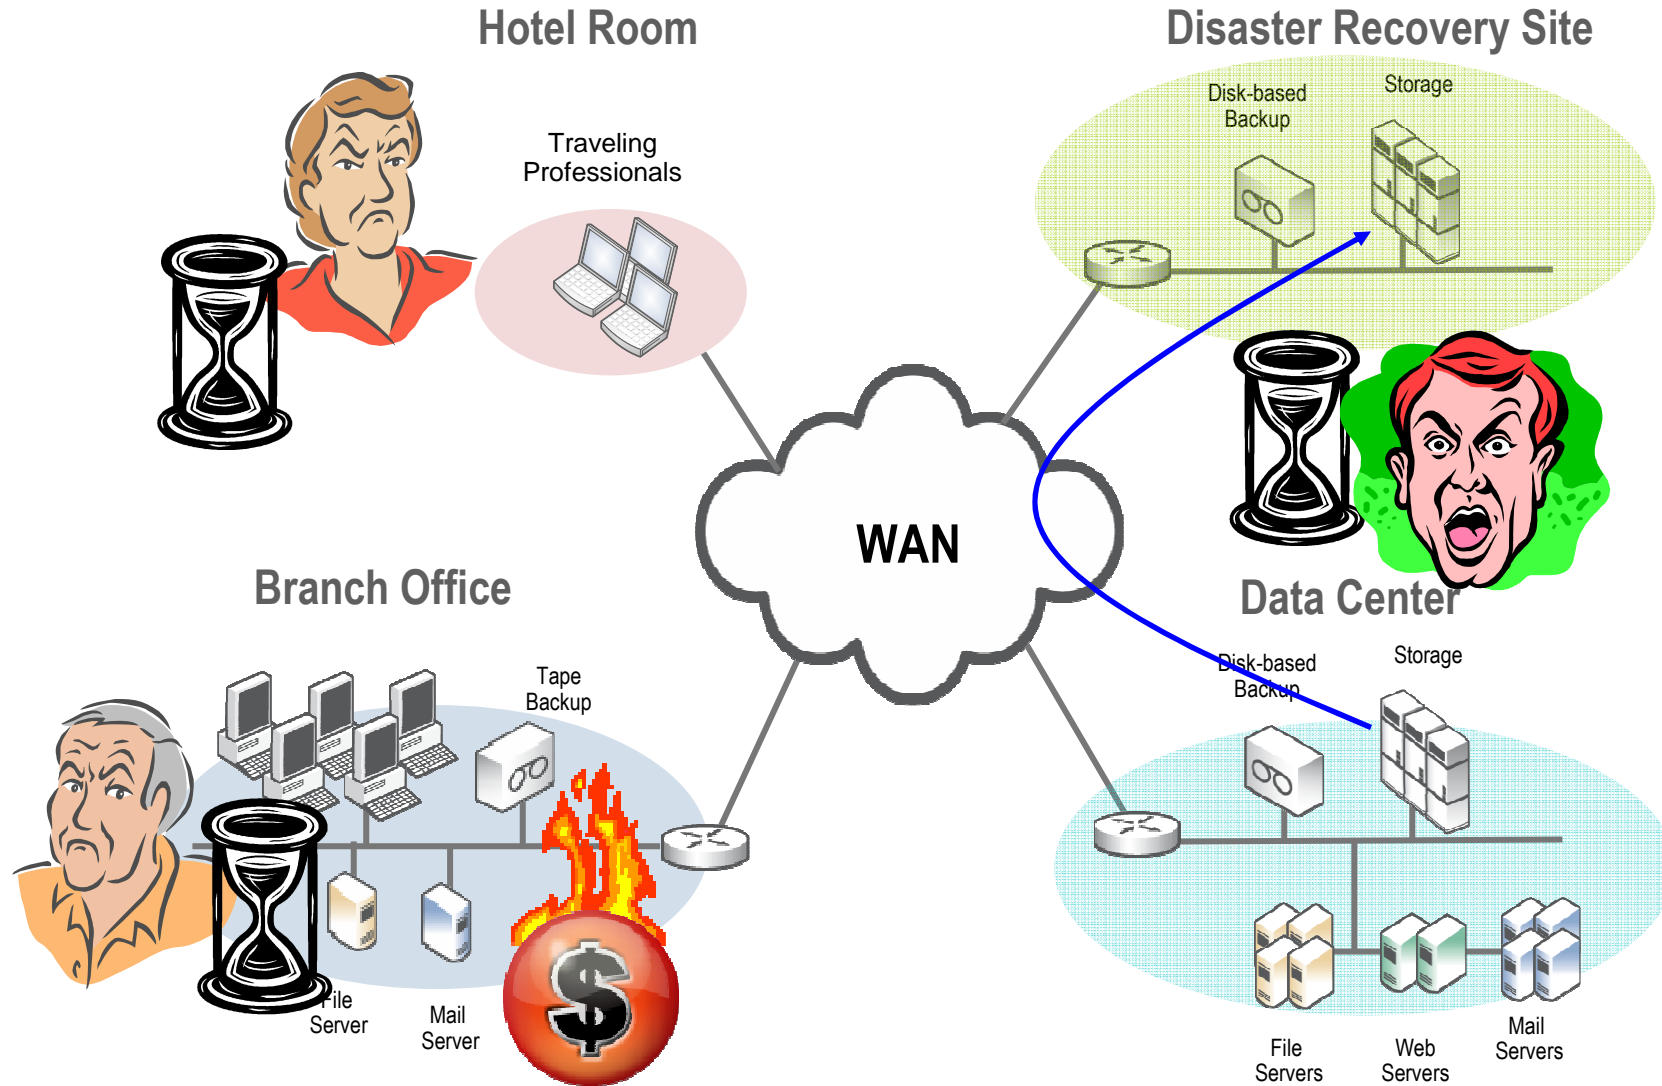 Hotel Room
Traveling
Professionals
Disaster Recovery Site
Disk-based
Backup
Storage
WAN
Branch Office
Tape
Backup
File
Server
Mail
Server
$
Data Center
Disk-based
Backup
Storage
File
Servers
Web
Servers
Mail
Servers